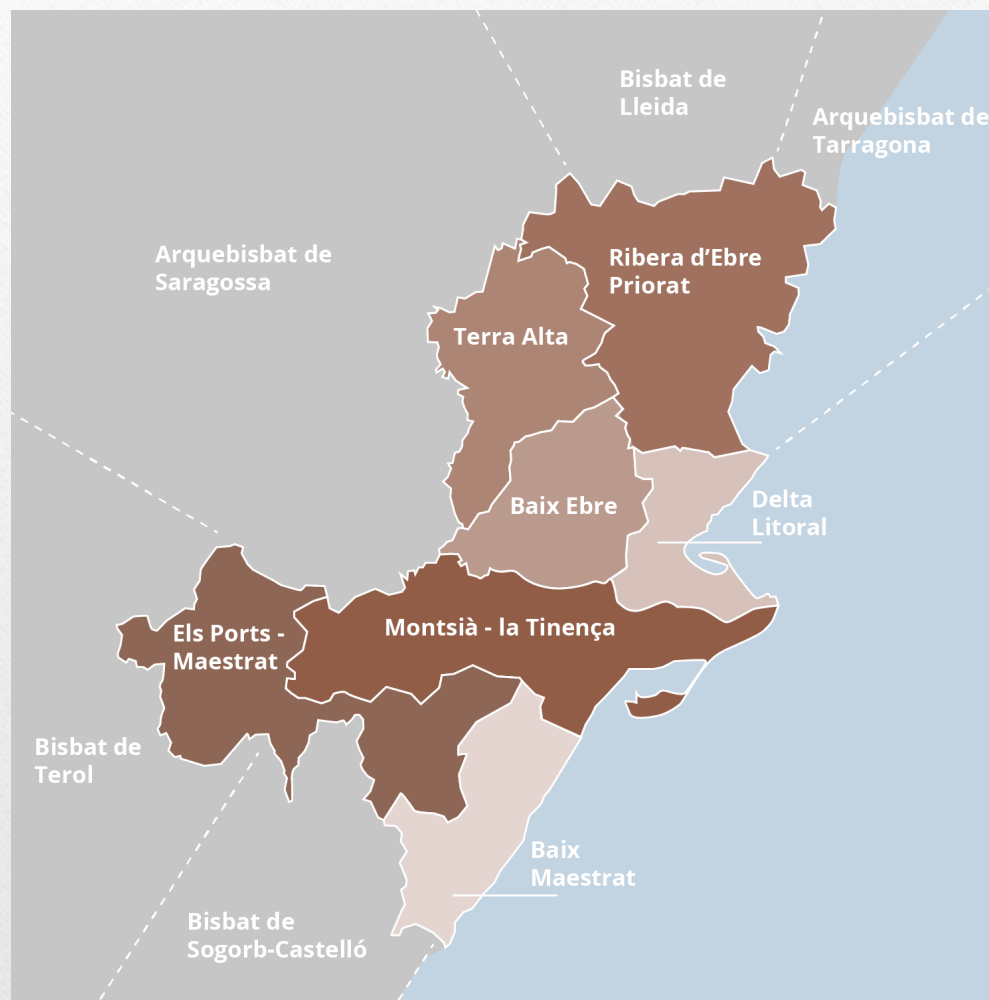 Bisbat de
Lleida
Arquebisbat de
Tarragona
Arquebisbat de
Saragossa
Ribera d’Ebre
Priorat
Terra Alta
Baix Ebre
Delta
Litoral
Montsià - la Tinença
Els Ports -
Maestrat
Bisbat de
Terol
Baix
Maestrat
Bisbat de
Sogorb-Castelló